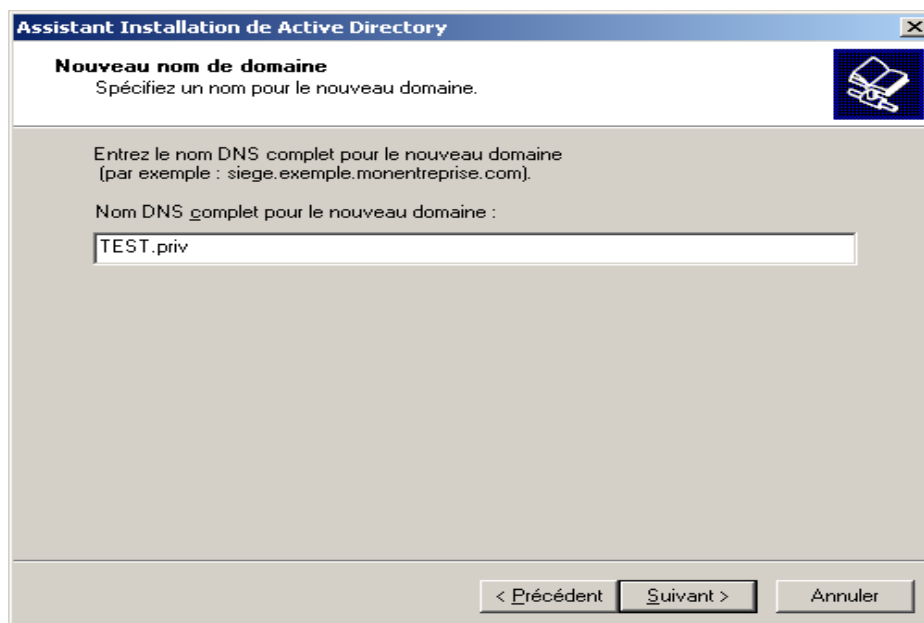 Assistant Installation de Active Directory
Nouveau nom de domaine
Spécifiez un nom pour le nouveau domaine.
Entrez le nom DNS complet pour le nouveau domaine
(par exemple : siege.exemple.monentreprise.com).
Nom DNS complet pour le nouveau domaine :
TEST.priv
< Précédent
Suivant >
Annuler